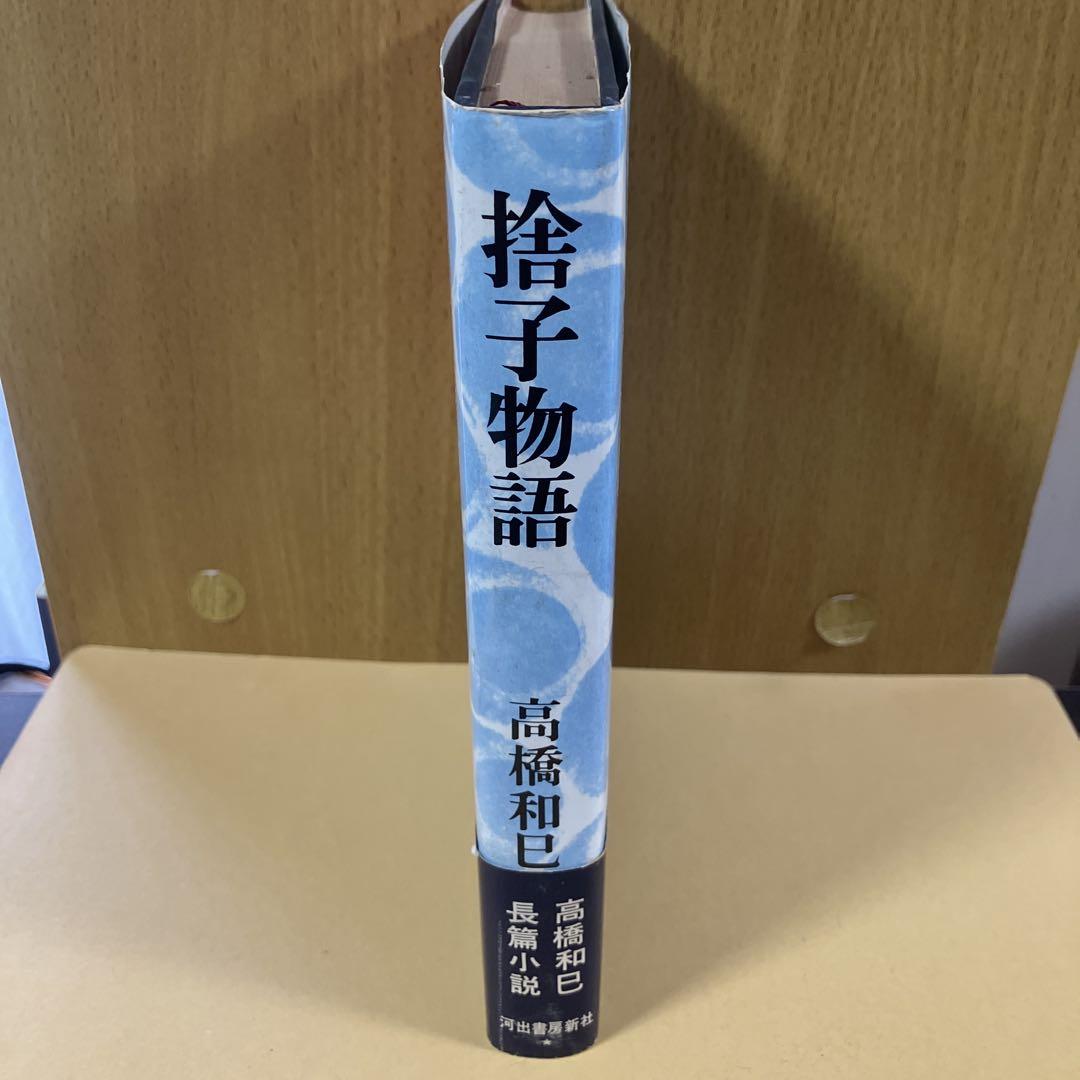 捨子物語
高橋和巳
高橋和巳
長篇小説
河出書房新社